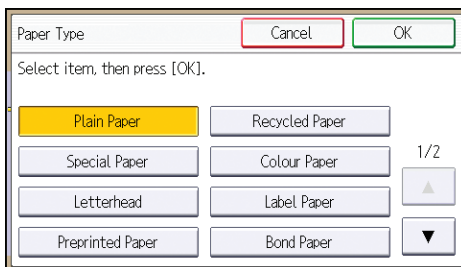 Paper Type Cancel OK
Select item, then press [OK].
Plain Paper Recycled Paper
Special Paper Colour Paper 1/2
Letterhead Label Paper
Preprinted Paper Bond Paper